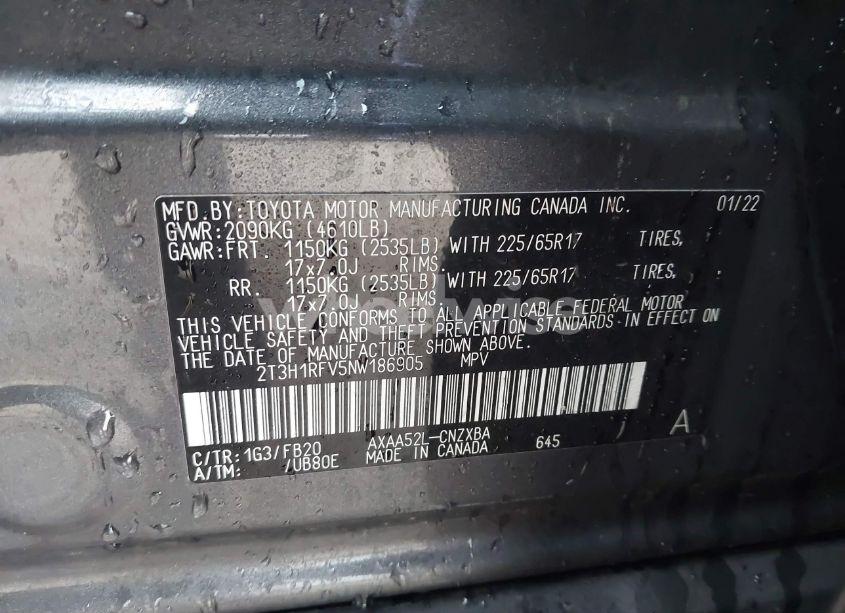 MFD. BY: TOYOTA MOTOR MANUFACTURING CANADA INC. 01/22
GVWR: 2090KG (4610LB)
GAWR: FRT. 1150KG (2535LB) WITH 225/65R17 TIRES,
17x7.0J RIMS.
RR. 1150KG (2535LB) WITH 225/65R17 TIRES,
17x7.0J RIMS.
THIS VEHICLE CONFORMS TO ALL APPLICABLE FEDERAL MOTOR
VEHICLE SAFETY AND THEFT PREVENTION STANDARDS IN EFFECT ON
THE DATE OF MANUFACTURE SHOWN ABOVE.
2T3H1RFV5NW186905 MPV
A
C/TR: 1G3/FB20 AXAA52L-CNZXBA 645
A/TM: /UB80E MADE IN CANADA